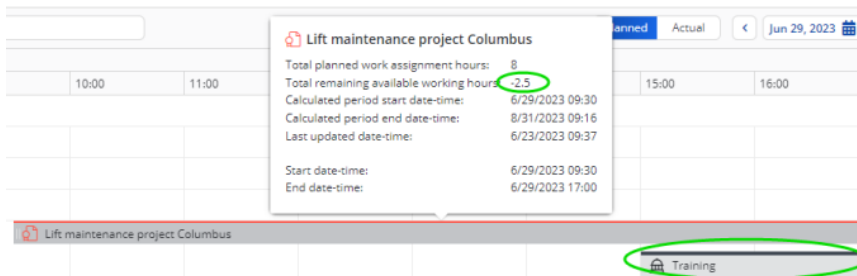 anned Actual Jun 29, 2023
Lift maintenance project Columbus
Total planned work assignment hours: 8
Total remaining available working hours: -2.5
Calculated period start date-time: 6/29/2023 09:30
Calculated period end date-time: 8/31/2023 09:16
Last updated date-time: 6/23/2023 09:37
Start date-time: 6/29/2023 09:30
End date-time: 6/29/2023 17:00
10:00 11:00 15:00 16:00
Lift maintenance project Columbus
Training